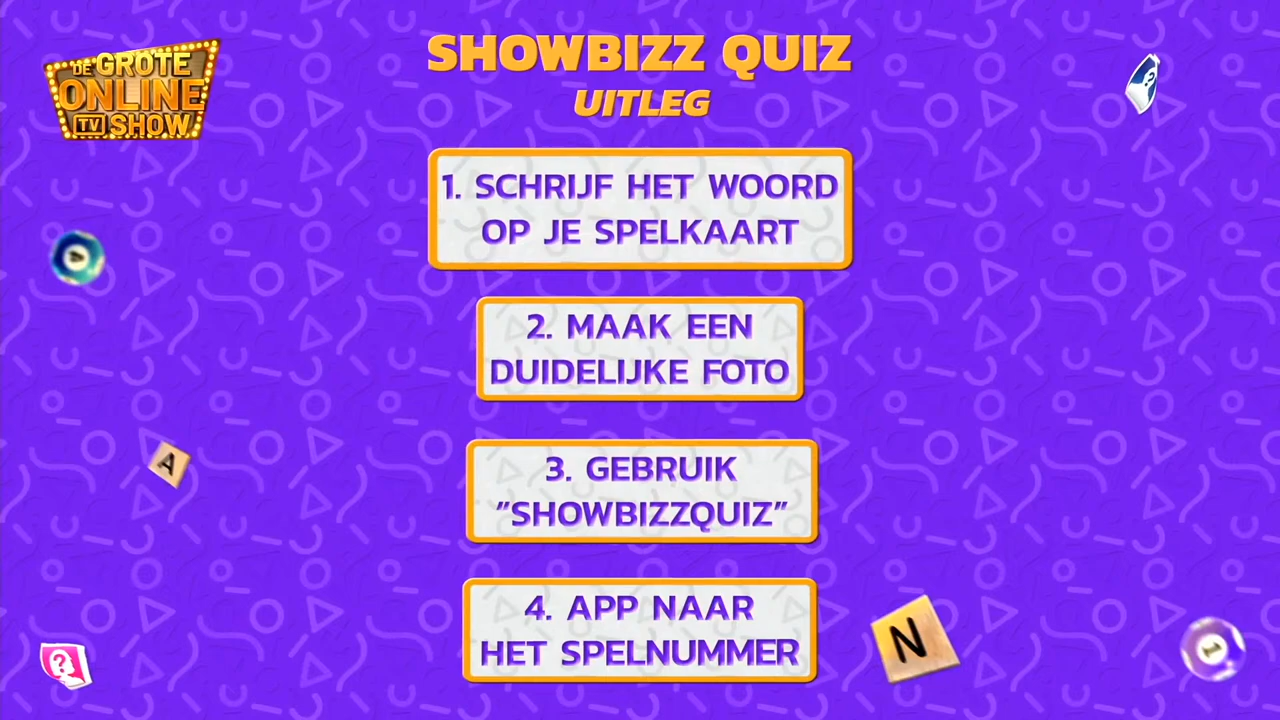 DE GROTE
ONLINE
TV SHOW
SHOWBIZZ QUIZ
UITLEG
1. SCHRIJF HET WOORD
OP JE SPELKAART
2. MAAK EEN
DUIDELIJKE FOTO
3. GEBRUIK
"SHOWBIZZQUIZ"
4. APP NAAR
HET SPELNUMMER
?
A
?
N
1